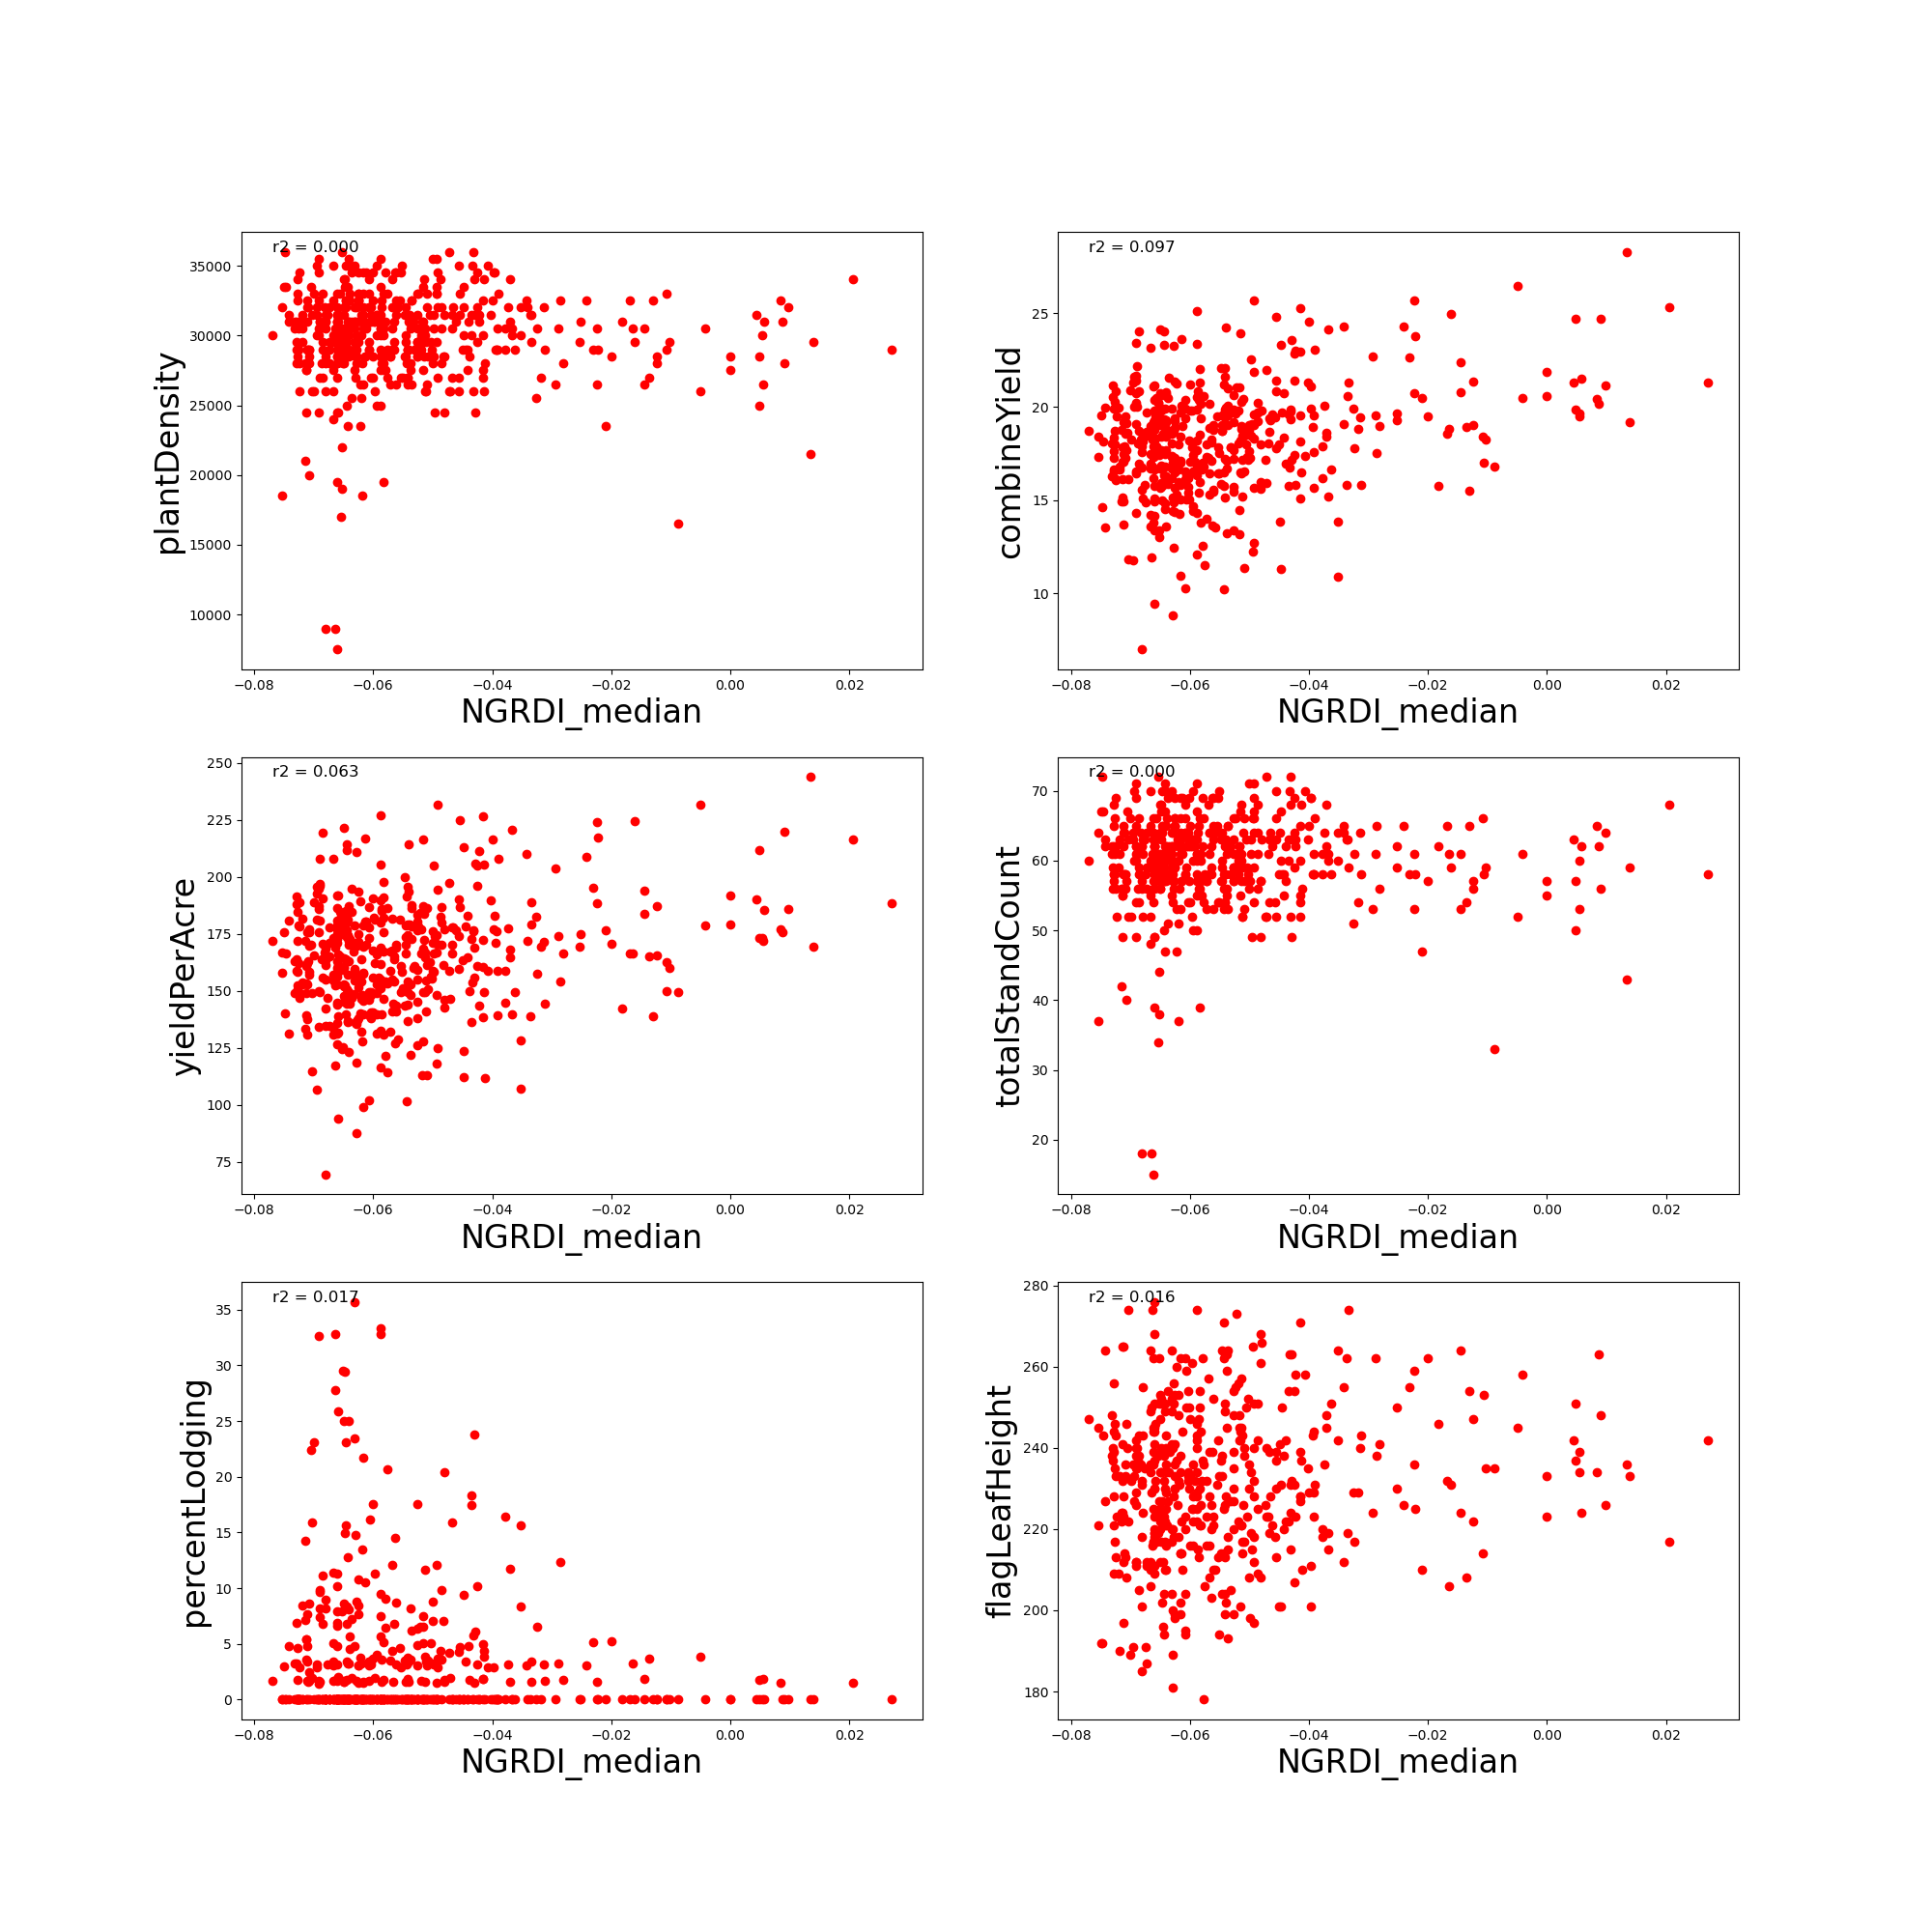 r2 = 0.000
35000
30000
25000
20000
15000
10000
plantDensity
−0.08 −0.06 −0.04 −0.02 0.00 0.02
NGRDI_median
r2 = 0.097
25
20
15
10
combineYield
−0.08 −0.06 −0.04 −0.02 0.00 0.02
NGRDI_median
r2 = 0.063
250
225
200
175
150
125
100
75
yieldPerAcre
−0.08 −0.06 −0.04 −0.02 0.00 0.02
NGRDI_median
r2 = 0.000
70
60
50
40
30
20
totalStandCount
−0.08 −0.06 −0.04 −0.02 0.00 0.02
NGRDI_median
r2 = 0.017
35
30
25
20
15
10
5
0
percentLodging
−0.08 −0.06 −0.04 −0.02 0.00 0.02
NGRDI_median
r2 = 0.016
280
260
240
220
200
180
flagLeafHeight
−0.08 −0.06 −0.04 −0.02 0.00 0.02
NGRDI_median